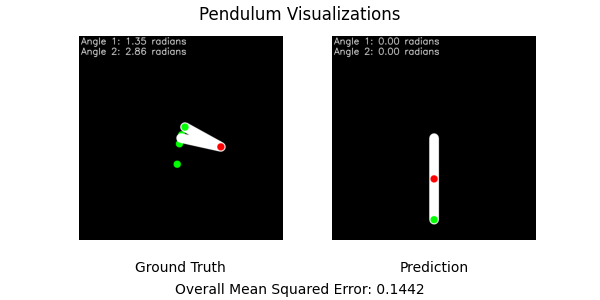 Pendulum Visualizations
Angle 1: 1.35 radians
Angle 2: 2.86 radians
Angle 1: 0.00 radians
Angle 2: 0.00 radians
Ground Truth
Prediction
Overall Mean Squared Error: 0.1442